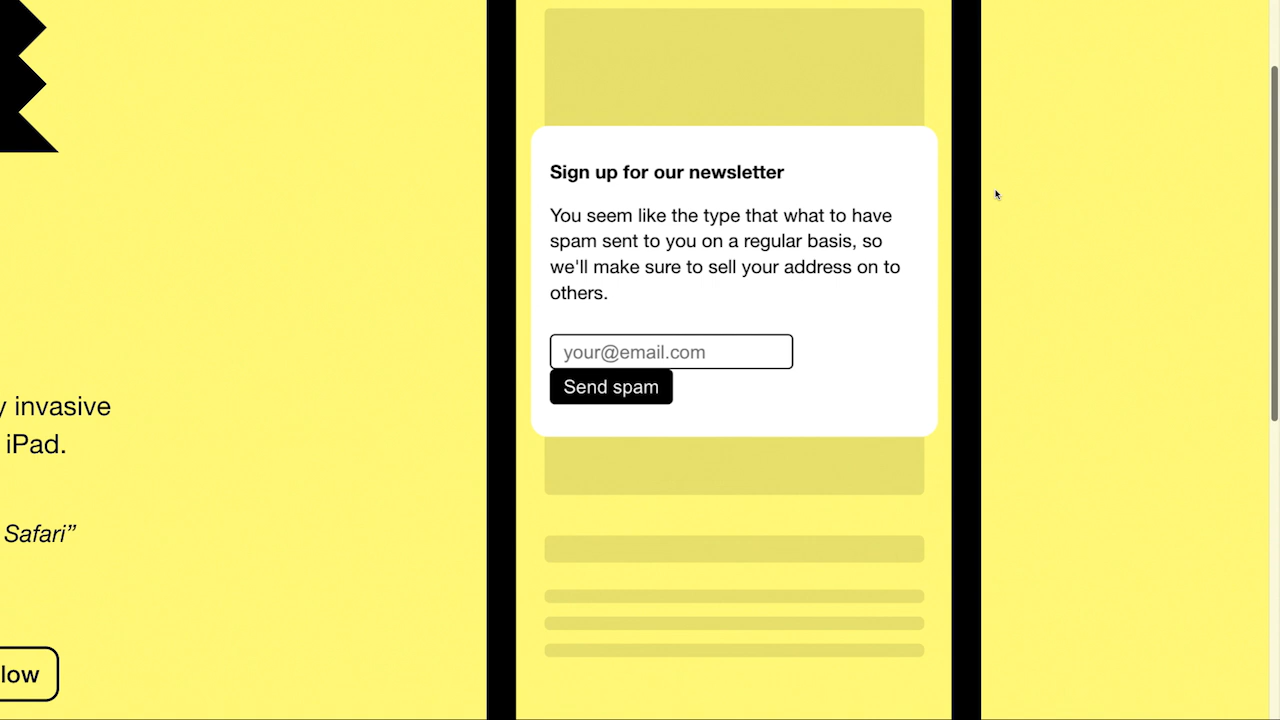 Sign up for our newsletter
You seem like the type that what to have
spam sent to you on a regular basis, so
we'll make sure to sell your address on to
others.
your@email.com
Send spam
y invasive
iPad.
Safari”
low